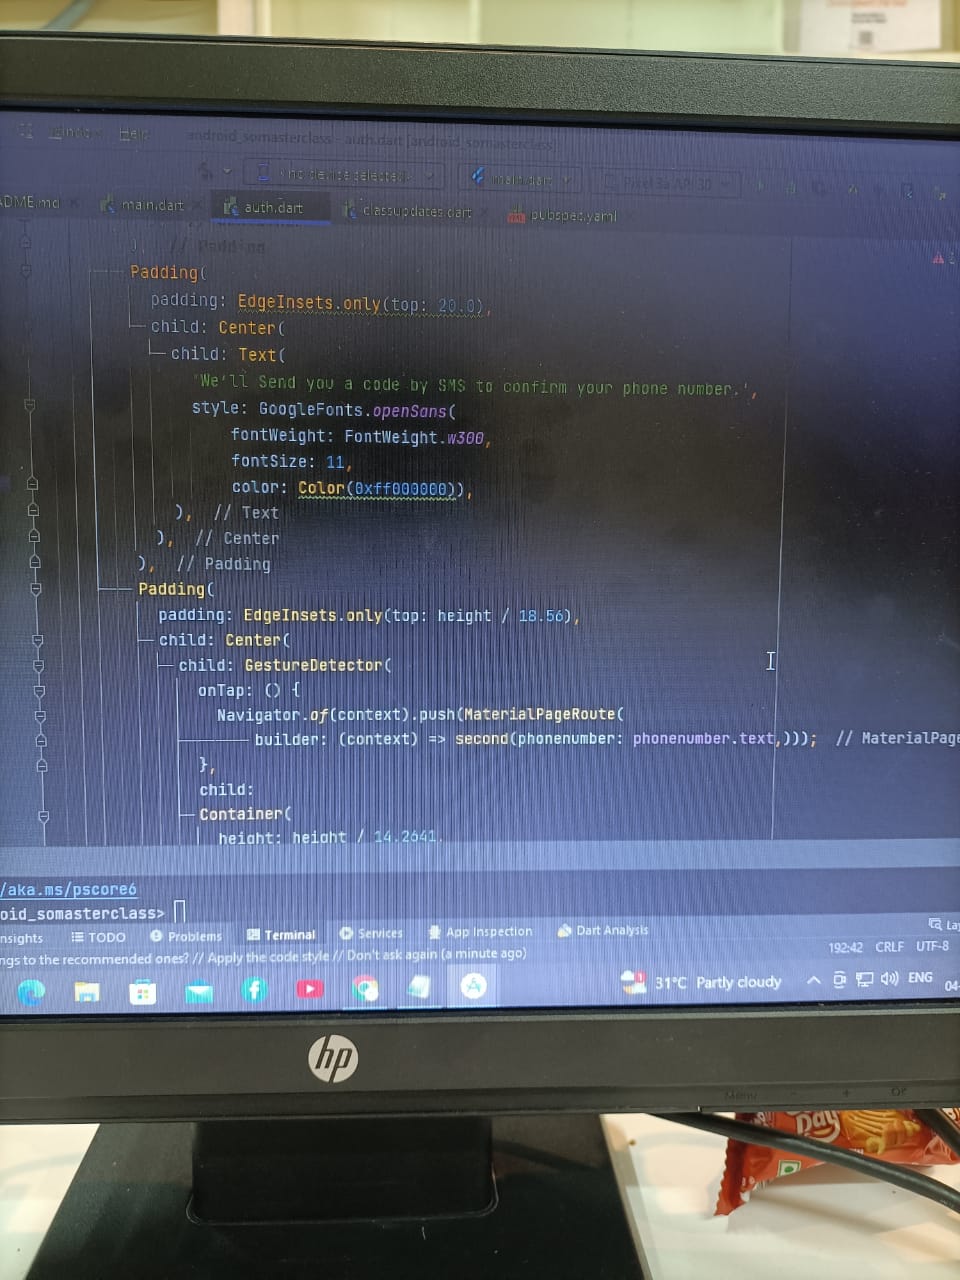 Window Help
android_somasterclass - auth.dart [android_somasterclass]
<no device selected> main.dart Pixel 3a API 30
ADME.md main.dart auth.dart classupdates.dart pubspec.yaml
), // Padding
Padding(
padding: EdgeInsets.only(top: 20.0),
child: Center(
child: Text(
'We'll Send you a code by SMS to confirm your phone number.',
style: GoogleFonts.openSans(
fontWeight: FontWeight.w300,
fontSize: 11,
color: Color(0xff000000)),
), // Text
), // Center
), // Padding
Padding(
padding: EdgeInsets.only(top: height / 18.56),
child: Center(
child: GestureDetector(
onTap: () {
Navigator.of(context).push(MaterialPageRoute(
builder: (context) => second(phonenumber: phonenumber.text,))); // MaterialPage
},
child:
Container(
height: height / 14.2641,
/aka.ms/pscore6
oid_somasterclass>
nsights TODO Problems Terminal Services App Inspection Dart Analysis Lay
ngs to the recommended ones? // Apply the code style // Don't ask again (a minute ago)
192:42 CRLF UTF-8
1 31°C Partly cloudy ENG
04-
hp
Menu
Day